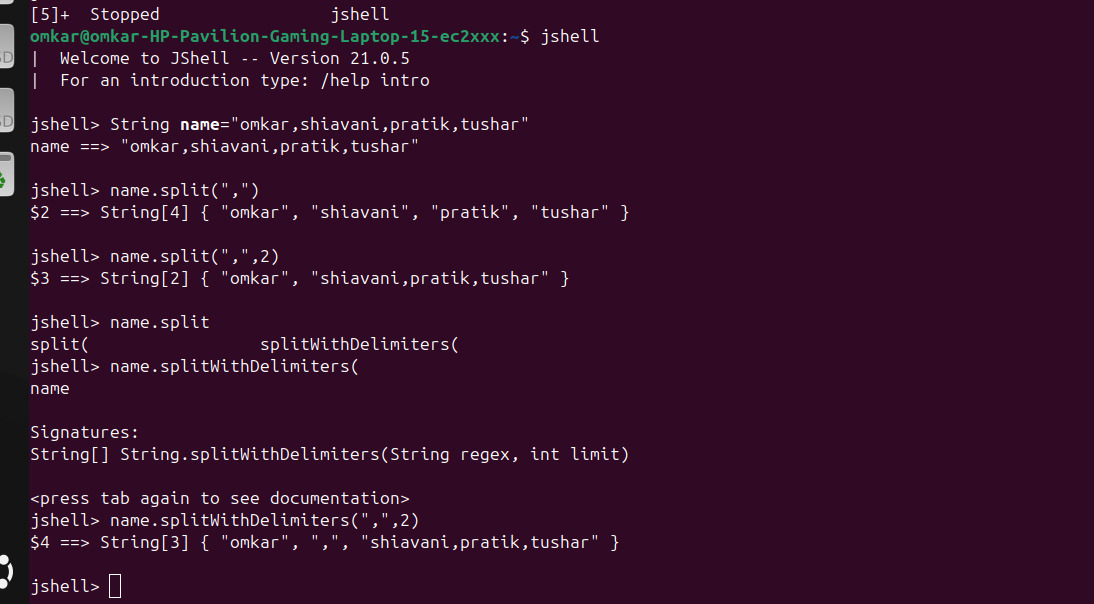 [5]+  Stopped                 jshell
omkar@omkar-HP-Pavilion-Gaming-Laptop-15-ec2xxx:~$ jshell
|  Welcome to JShell -- Version 21.0.5
|  For an introduction type: /help intro

jshell> String name="omkar,shiavani,pratik,tushar"
name ==> "omkar,shiavani,pratik,tushar"

jshell> name.split(",")
$2 ==> String[4] { "omkar", "shiavani", "pratik", "tushar" }

jshell> name.split(",",2)
$3 ==> String[2] { "omkar", "shiavani,pratik,tushar" }

jshell> name.split
split(                 splitWithDelimiters(
jshell> name.splitWithDelimiters(
name

Signatures:
String[] String.splitWithDelimiters(String regex, int limit)

<press tab again to see documentation>
jshell> name.splitWithDelimiters(",",2)
$4 ==> String[3] { "omkar", ",", "shiavani,pratik,tushar" }

jshell>